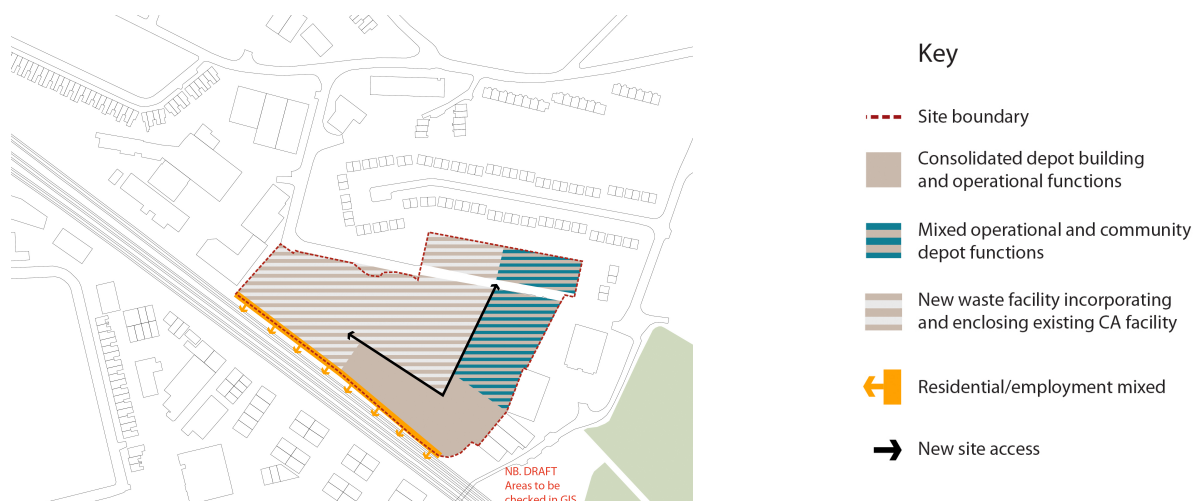 Key
Site boundary
Consolidated depot building
and operational functions
Mixed operational and community
depot functions
New waste facility incorporating
and enclosing existing CA facility
Residential/employment mixed
New site access
NB. DRAFT
Areas to be
checked in GIS